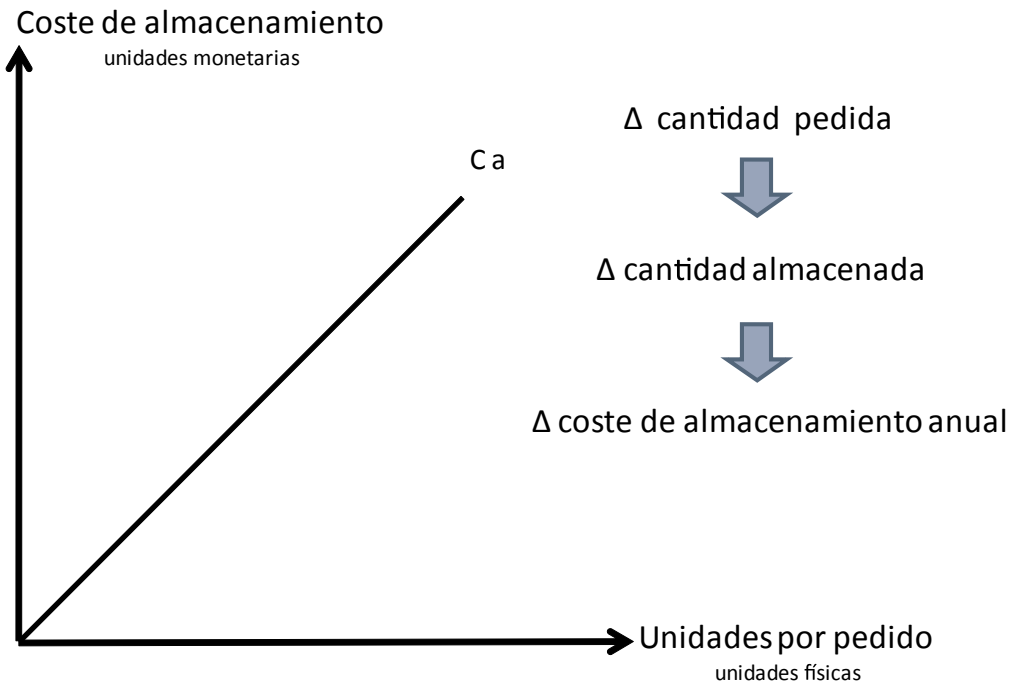 Coste de almacenamiento
unidades monetarias
Δ cantidad pedida
C a
Δ cantidad almacenada
Δ coste de almacenamiento anual
Unidades por pedido
unidades físicas